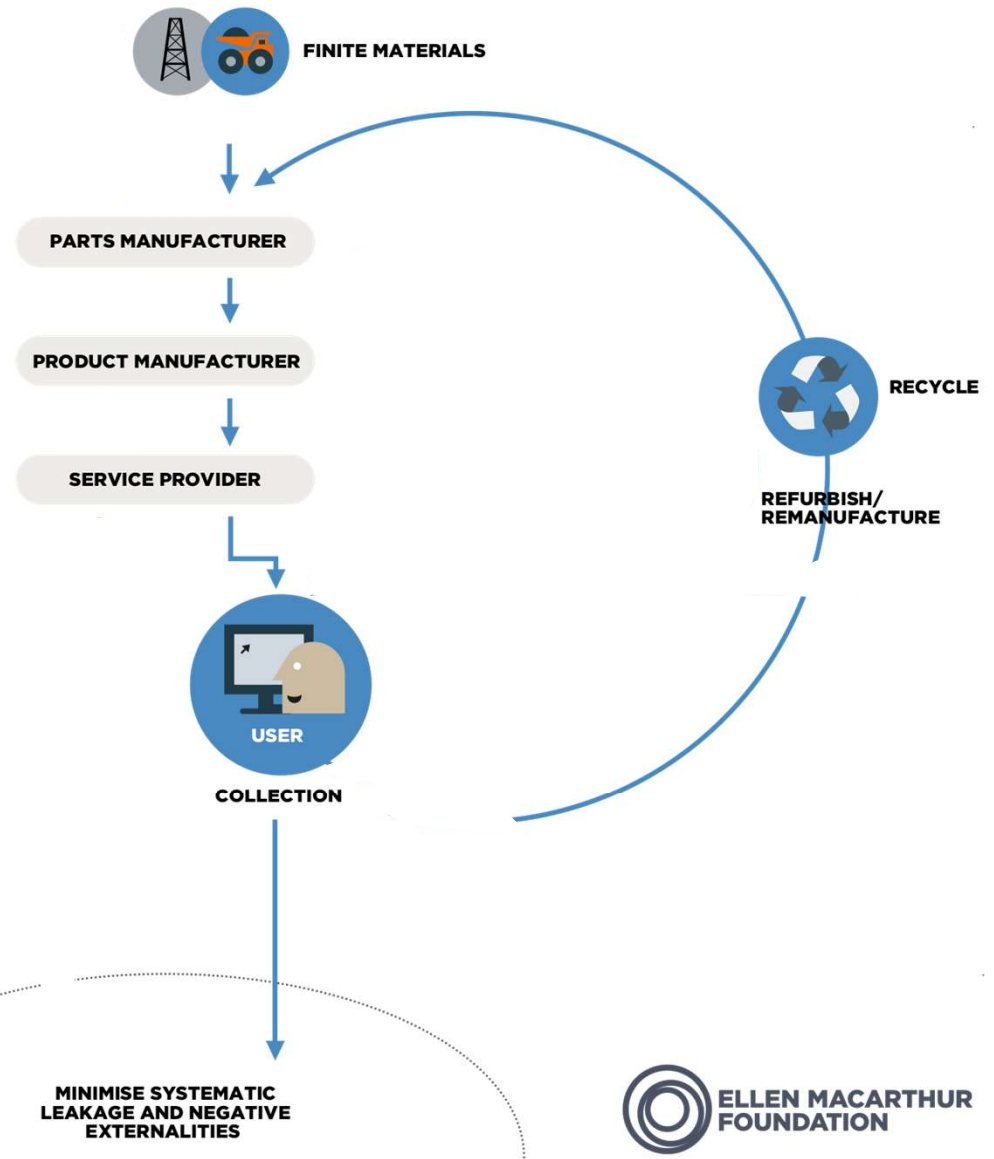 FINITE MATERIALS
PARTS MANUFACTURER
PRODUCT MANUFACTURER
RECYCLE
SERVICE PROVIDER
REFURBISH/
REMANUFACTURE
USER
COLLECTION
MINIMISE SYSTEMATIC
LEAKAGE AND NEGATIVE
EXTERNALITIES
ELLEN MACARTHUR
FOUNDATION